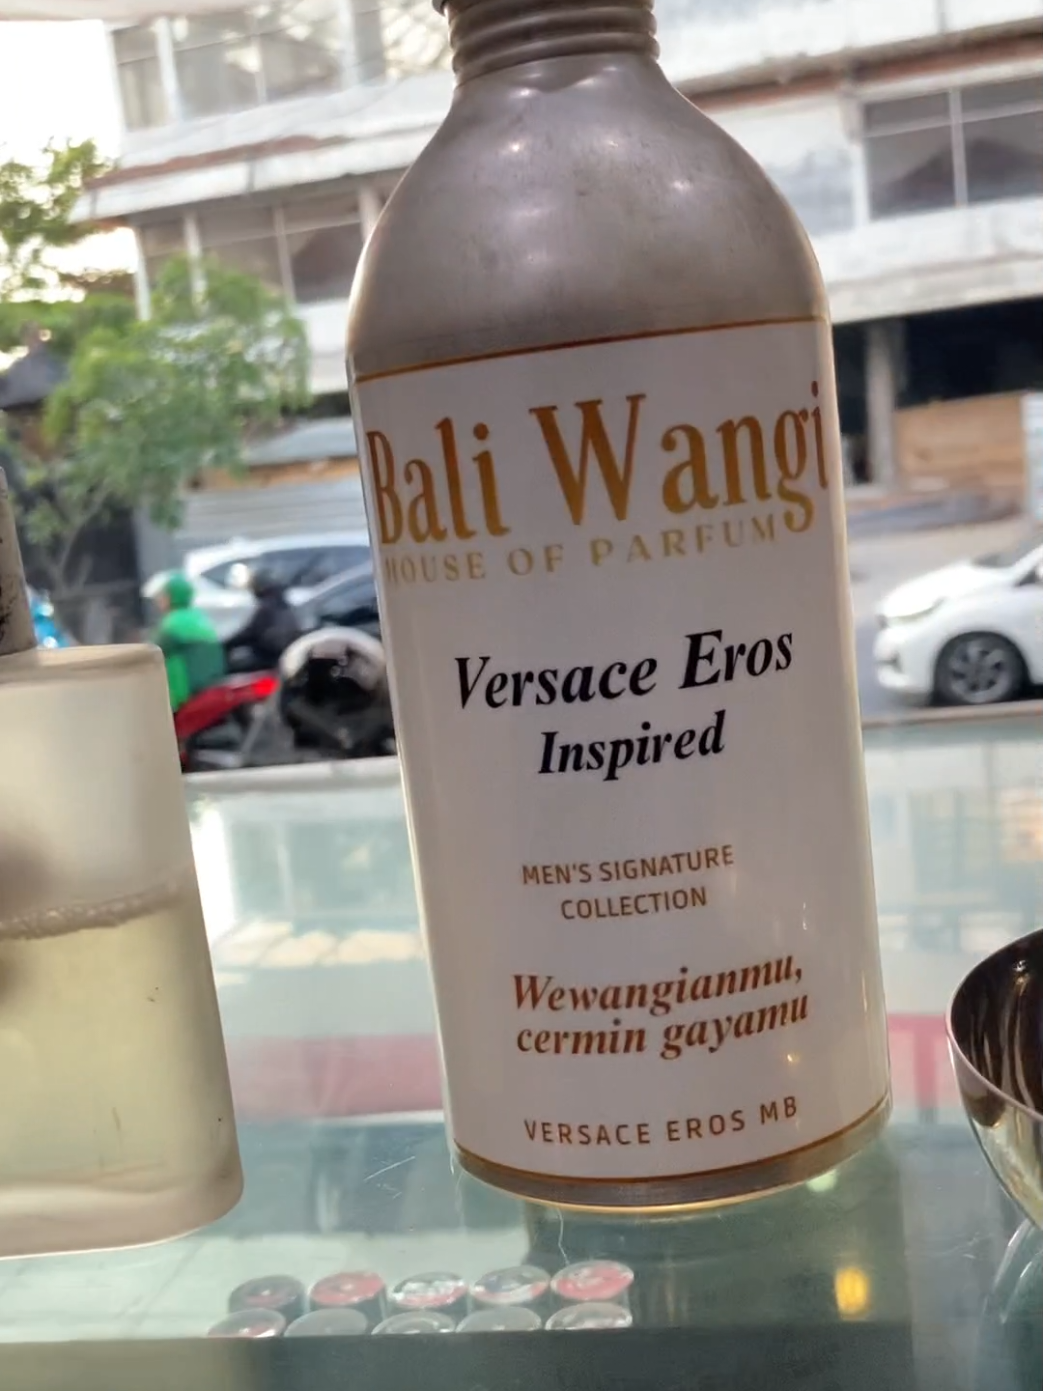 Bali Wangi
HOUSE OF PARFUM
Versace Eros
Inspired
MEN'S SIGNATURE
COLLECTION
Wewangianmu,
cermin gayamu
VERSACE EROS MB